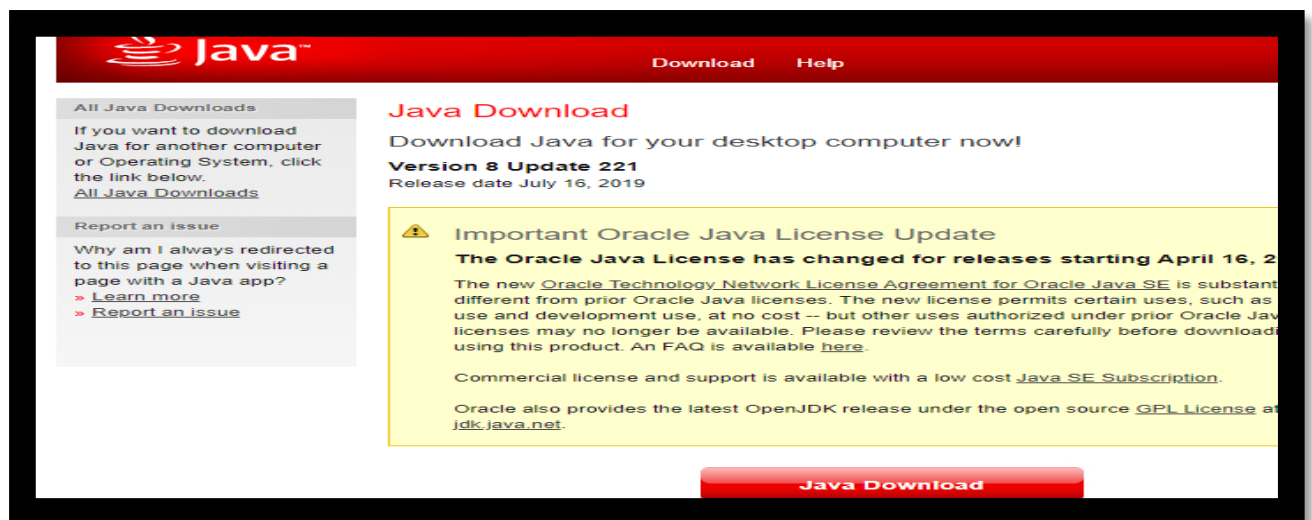 Java™
Download Help
All Java Downloads
If you want to download
Java for another computer
or Operating System, click
the link below.
All Java Downloads
Report an issue
Why am I always redirected
to this page when visiting a
page with a Java app?
» Learn more
» Report an issue
Java Download
Download Java for your desktop computer now!
Version 8 Update 221
Release date July 16, 2019
Important Oracle Java License Update
The Oracle Java License has changed for releases starting April 16, 2
The new Oracle Technology Network License Agreement for Oracle Java SE is substant
different from prior Oracle Java licenses. The new license permits certain uses, such as
use and development use, at no cost -- but other uses authorized under prior Oracle Jav
licenses may no longer be available. Please review the terms carefully before downloadi
using this product. An FAQ is available here.
Commercial license and support is available with a low cost Java SE Subscription.
Oracle also provides the latest OpenJDK release under the open source GPL License at
jdk.java.net.
Java Download